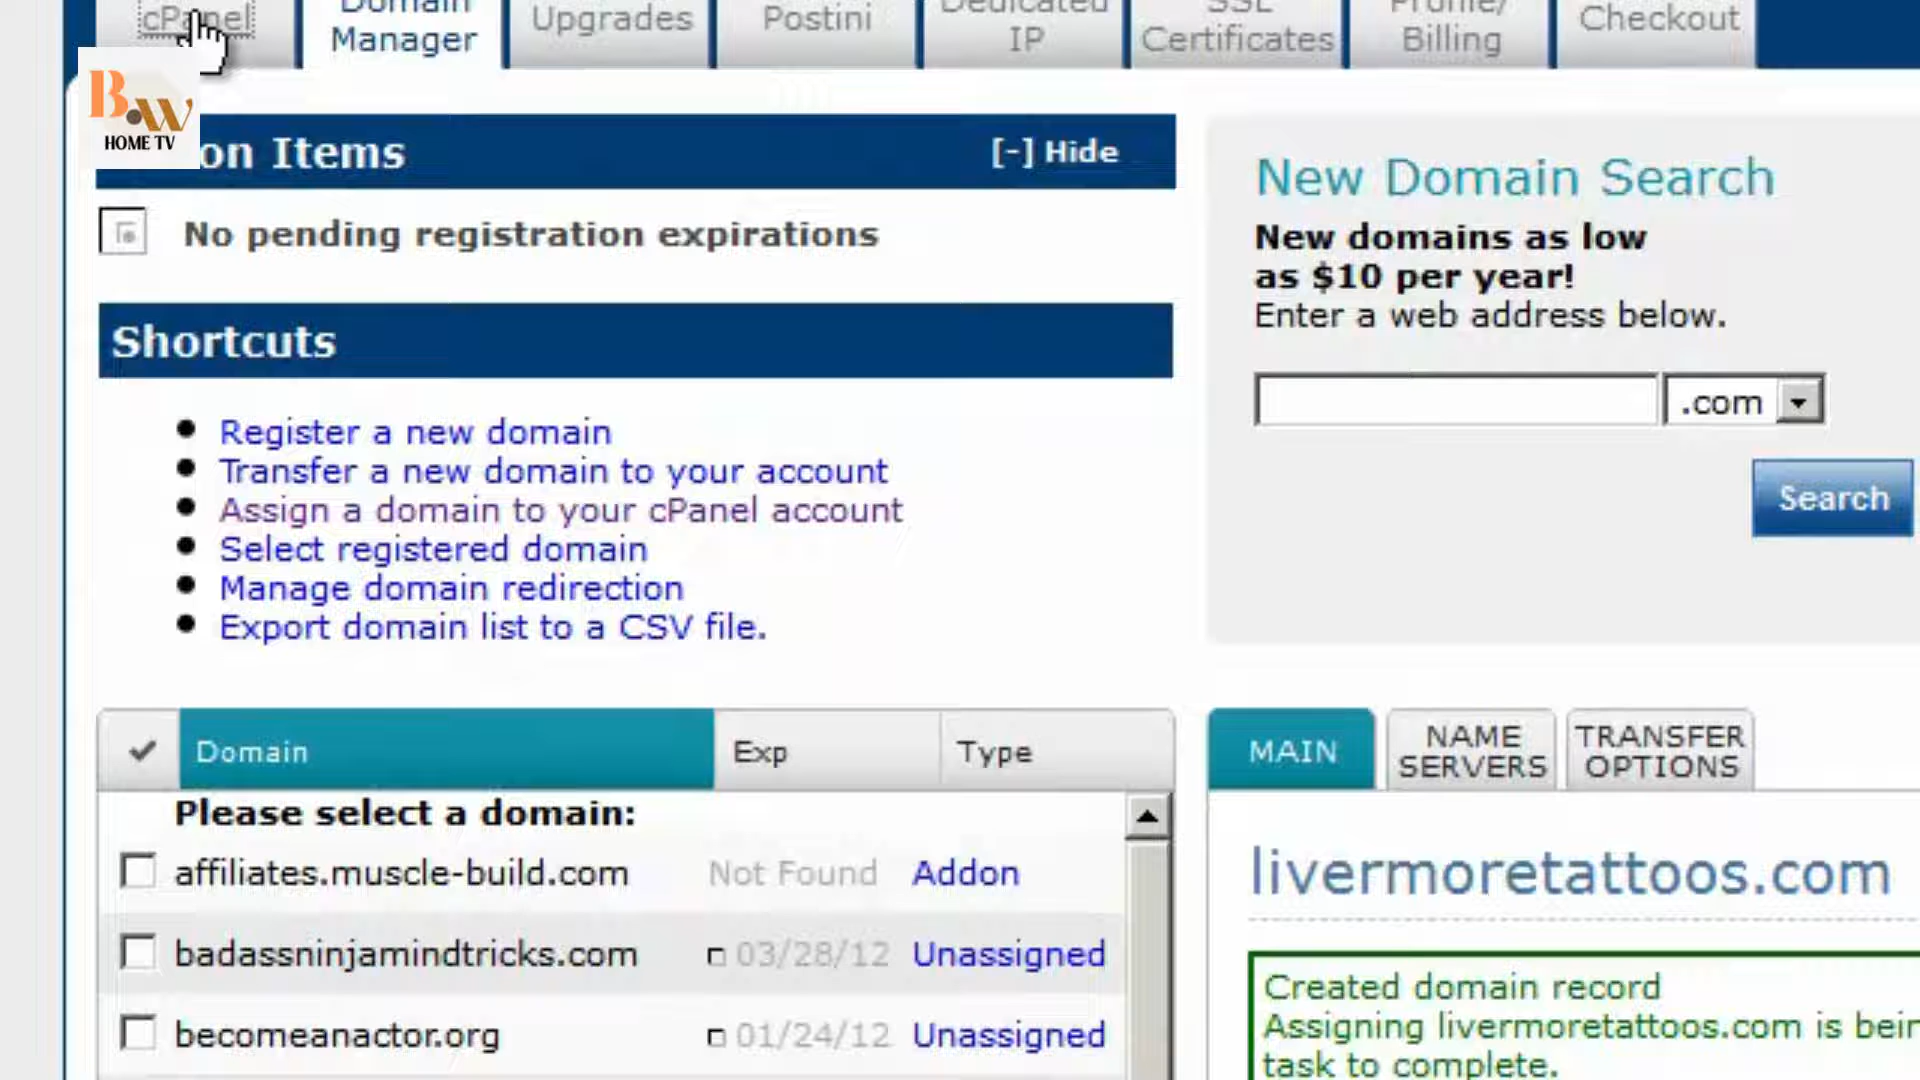 cPanel
Domain
Manager
Upgrades
Postini
Dedicated
IP
SSL
Certificates
Profile/
Billing
Checkout
B.W
HOME TV
on Items
[-] Hide
No pending registration expirations
Shortcuts
Register a new domain
Transfer a new domain to your account
Assign a domain to your cPanel account
Select registered domain
Manage domain redirection
Export domain list to a CSV file.
New Domain Search
New domains as low
as $10 per year!
Enter a web address below.
.com
Search
Domain Exp Type
Please select a domain:
affiliates.muscle-build.com Not Found Addon
badassninjamindtricks.com 03/28/12 Unassigned
becomeanactor.org 01/24/12 Unassigned
MAIN
NAME
SERVERS
TRANSFER
OPTIONS
livermoretattoos.com
Created domain record
Assigning livermoretattoos.com is bein
task to complete.